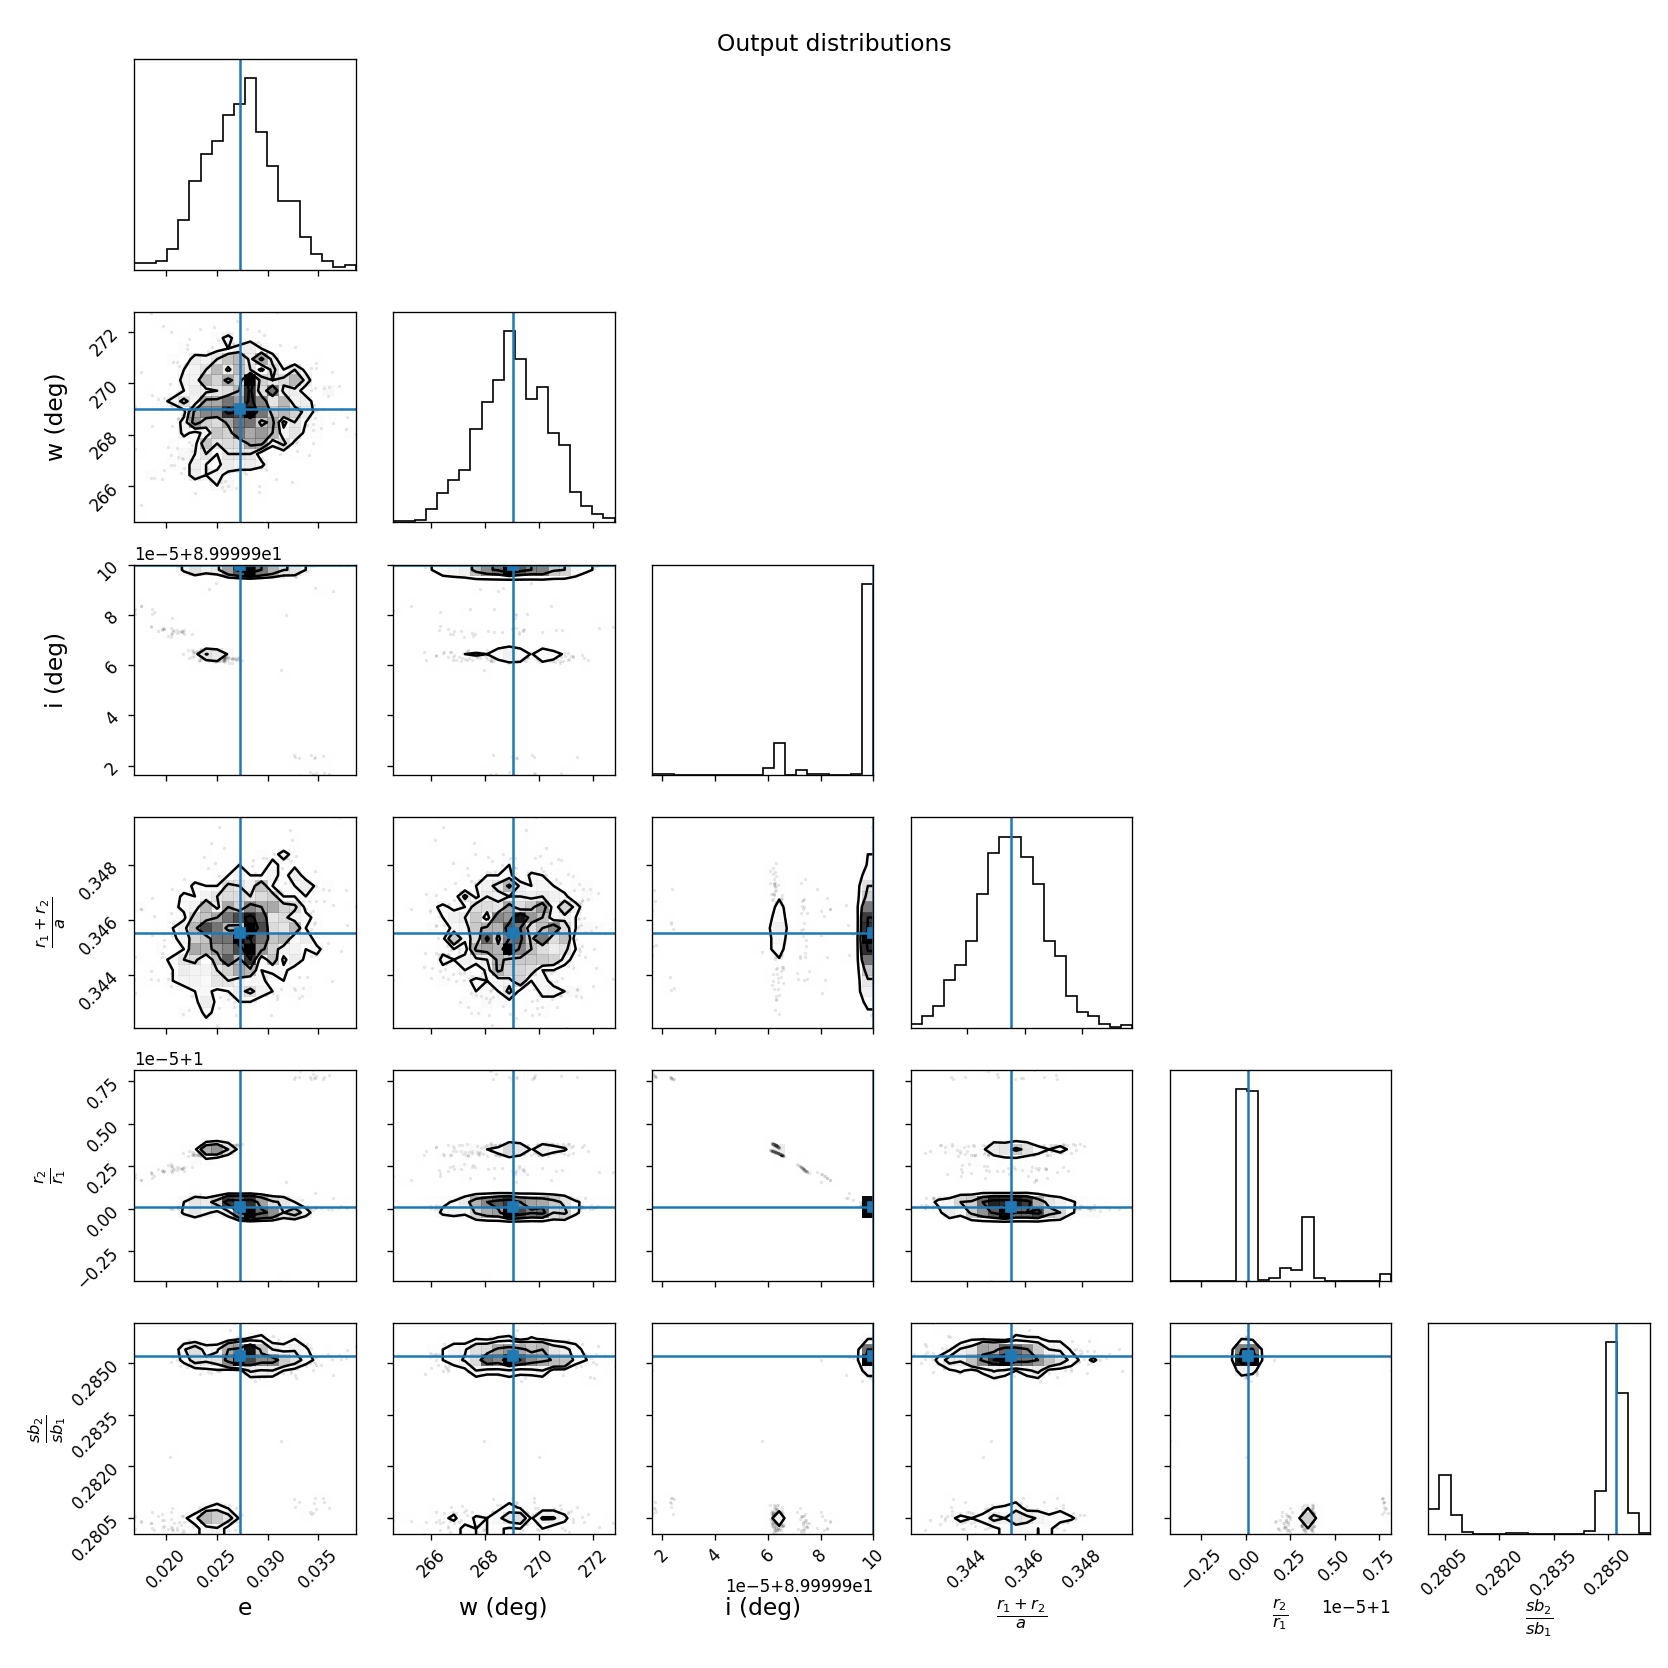 Output distributions
272
270
268
266
w (deg)
1e−5+8.99999e1
10
8
6
4
2
i (deg)
0.348
0.346
0.344
r1 + r2
a
1e−5+1
0.75
0.50
0.25
0.00
−0.25
r2
r1
0.2850
0.2835
0.2820
0.2805
sb2
sb1
0.020 0.025 0.030 0.035 266 268 270 272 2 4 6 8 10 0.344 0.346 0.348 −0.25 0.00 0.25 0.50 0.75 0.2805 0.2820 0.2835 0.2850
1e−5+8.99999e1
1e−5+1
e w (deg) i (deg)
r1 + r2
a
r2
r1
sb2
sb1